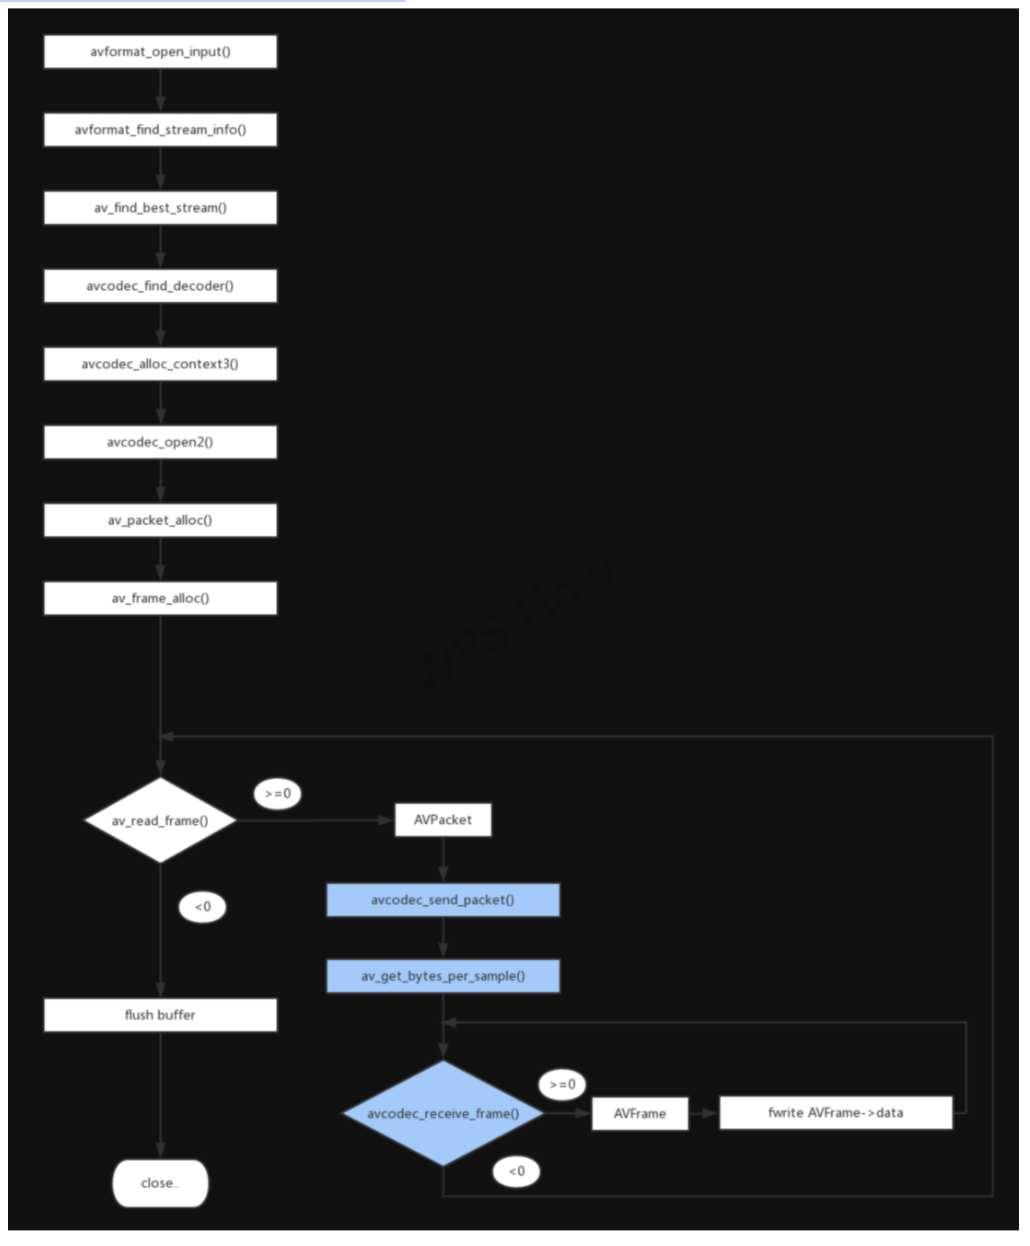 avformat_open_input()
avformat_find_stream_info()
av_find_best_stream()
avcodec_find_decoder()
avcodec_alloc_context3()
avcodec_open2()
av_packet_alloc()
av_frame_alloc()
WPS Flow
>=0
av_read_frame()
AVPacket
<0
avcodec_send_packet()
av_get_bytes_per_sample()
flush buffer
>=0
avcodec_receive_frame()
AVFrame
fwrite AVFrame->data
<0
close..